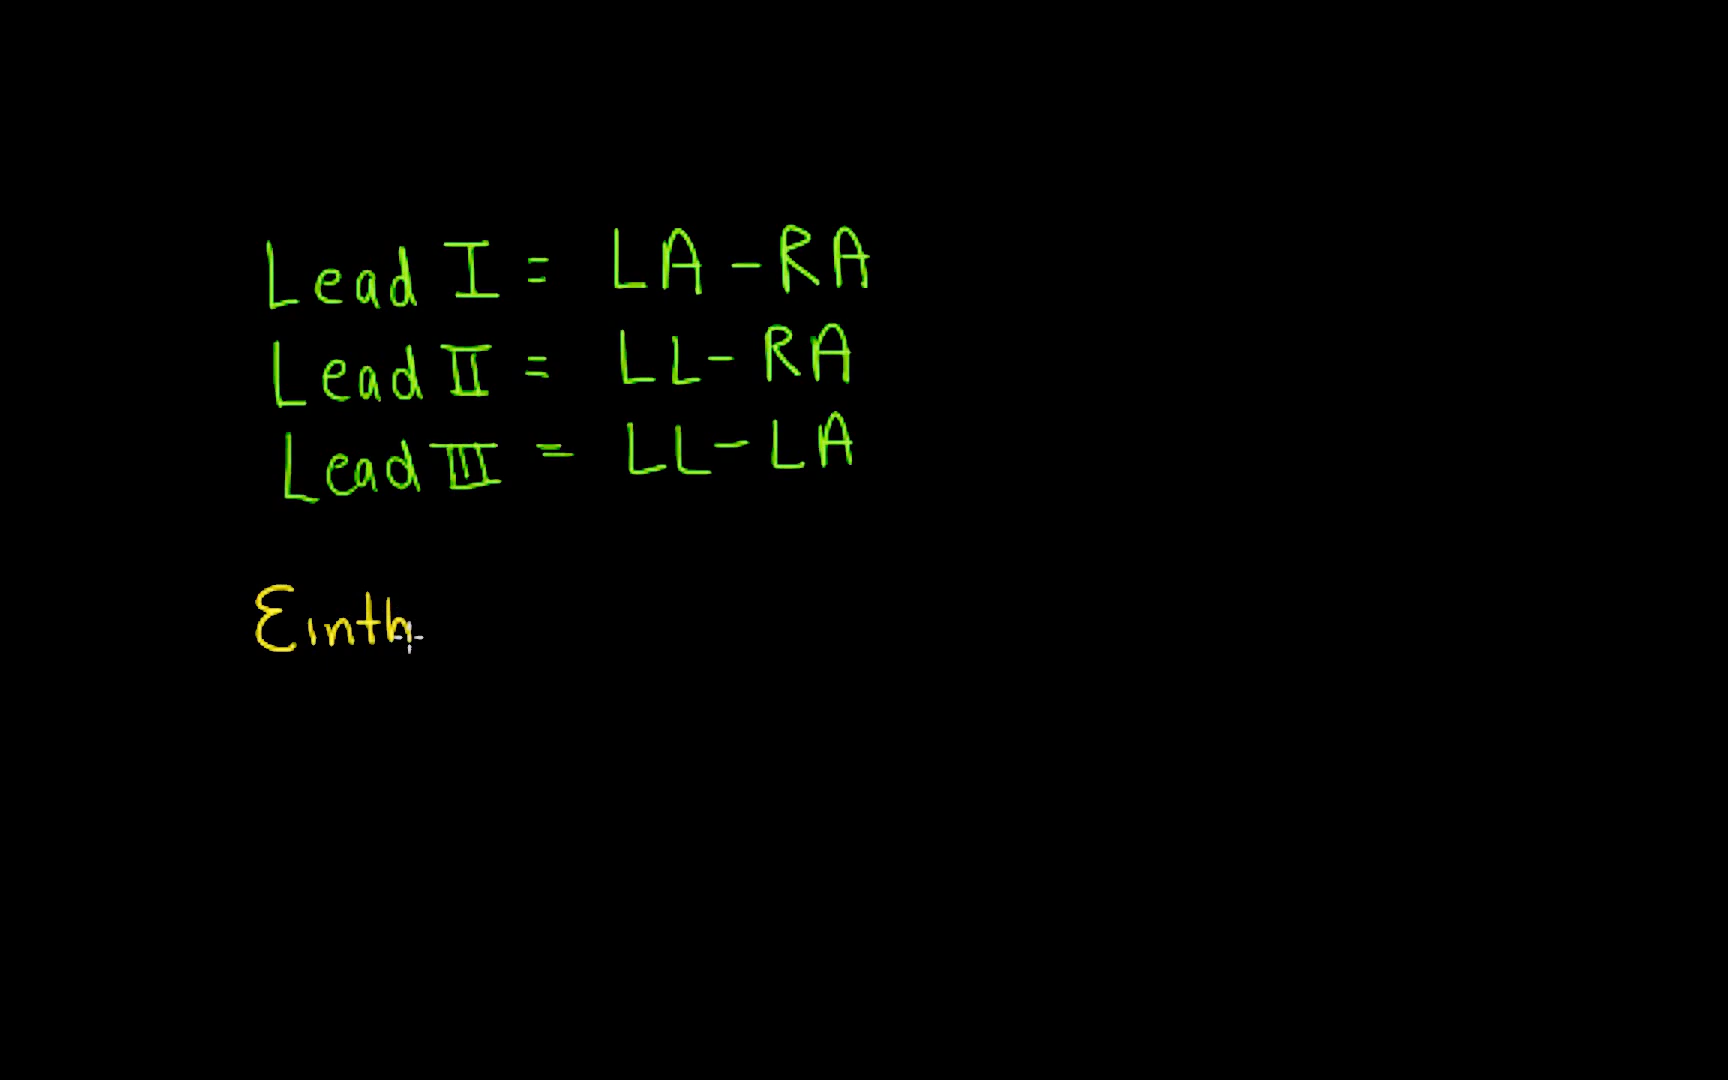 Lead I = LA - RA
Lead II = LL - RA
Lead III = LL - LA
Einth